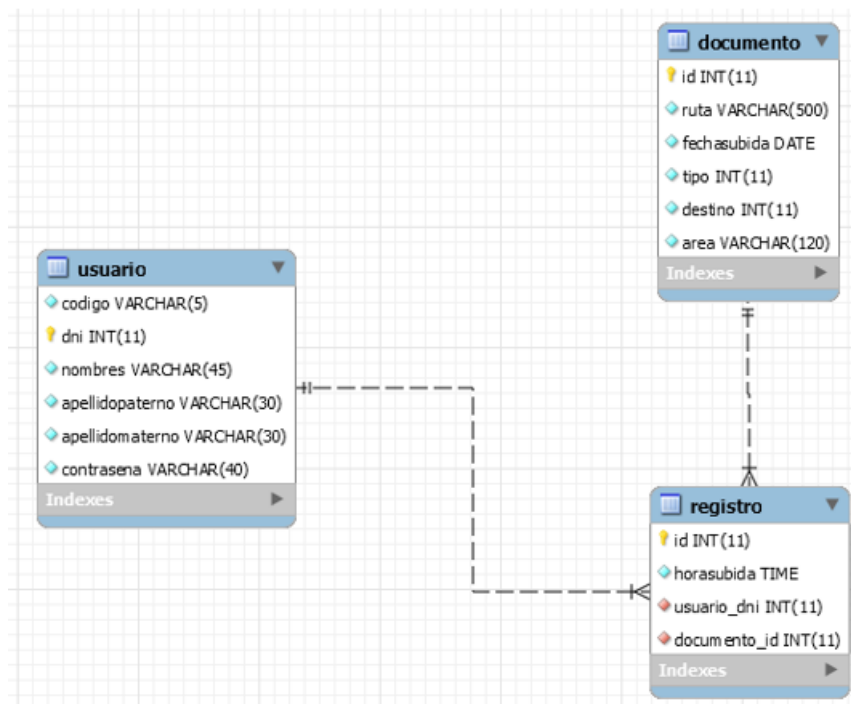 documento
id INT(11)
ruta VARCHAR(500)
fechasubida DATE
tipo INT(11)
destino INT(11)
area VARCHAR(120)
Indexes
usuario
codigo VARCHAR(5)
dni INT(11)
nombres VARCHAR(45)
apellidopaterno VARCHAR(30)
apellidomaterno VARCHAR(30)
contrasena VARCHAR(40)
Indexes
registro
id INT(11)
horasubida TIME
usuario_dni INT(11)
documento_id INT(11)
Indexes